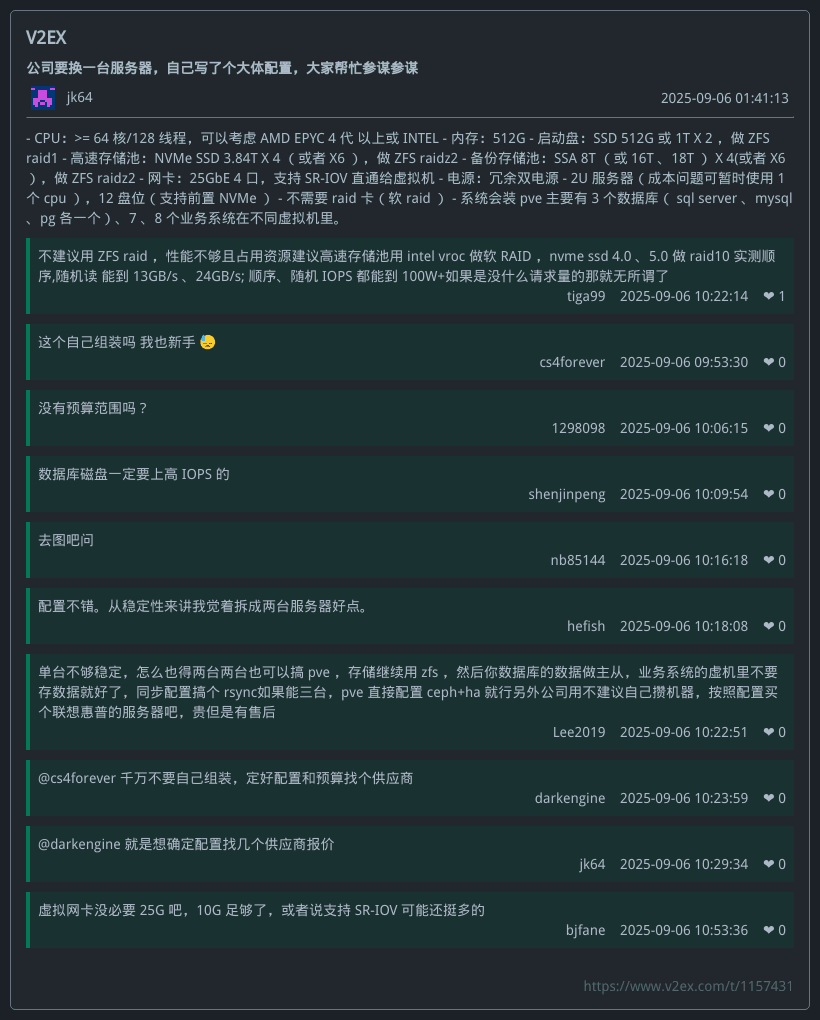 V2EX
公司要换一台服务器，自己写了个大体配置，大家帮忙参谋参谋
jk64
2025-09-06 01:41:13
- CPU：>= 64 核/128 线程，可以考虑 AMD EPYC 4 代 以上或 INTEL - 内存：512G - 启动盘：SSD 512G 或 1T X 2 ，做 ZFS
raid1 - 高速存储池：NVMe SSD 3.84T X 4 （ 或者 X6 ） ，做 ZFS raidz2 - 备份存储池：SSA 8T （ 或 16T 、18T ） X 4(或者 X6
），做 ZFS raidz2 - 网卡：25GbE 4 口，支持 SR-IOV 直通给虚拟机 - 电源：冗余双电源 - 2U 服务器（ 成本问题可暂时使用 1
个 cpu ），12 盘位（ 支持前置 NVMe ） - 不需要 raid 卡（ 软 raid ） - 系统会装 pve 主要有 3 个数据库（ sql server 、mysql
、pg 各一个 ）、7 、8 个业务系统在不同虚拟机里。
不建议用 ZFS raid ，性能不够且占用资源建议高速存储池用 intel vroc 做软 RAID ，nvme ssd 4.0 、5.0 做 raid10 实测顺
序,随机读 能到 13GB/s 、24GB/s; 顺序、随机 IOPS 都能到 100W+如果是没什么请求量的那就无所谓了
tiga99 2025-09-06 10:22:14 ❤ 1
这个自己组装吗 我也新手 😓
cs4forever 2025-09-06 09:53:30 ❤ 0
没有预算范围吗？
1298098 2025-09-06 10:06:15 ❤ 0
数据库磁盘一定要上高 IOPS 的
shenjinpeng 2025-09-06 10:09:54 ❤ 0
去图吧问
nb85144 2025-09-06 10:16:18 ❤ 0
配置不错。从稳定性来讲我觉着拆成两台服务器好点。
hefish 2025-09-06 10:18:08 ❤ 0
单台不够稳定，怎么也得两台两台也可以搞 pve ，存储继续用 zfs ，然后你数据库的数据做主从，业务系统的虚机里不要
存数据就好了，同步配置搞个 rsync如果能三台，pve 直接配置 ceph+ha 就行另外公司用不建议自己攒机器，按照配置买
个联想惠普的服务器吧，贵但是有售后
Lee2019 2025-09-06 10:22:51 ❤ 0
@cs4forever 千万不要自己组装，定好配置和预算找个供应商
darkengine 2025-09-06 10:23:59 ❤ 0
@darkengine 就是想确定配置找几个供应商报价
jk64 2025-09-06 10:29:34 ❤ 0
虚拟网卡没必要 25G 吧，10G 足够了，或者说支持 SR-IOV 可能还挺多的
bjfane 2025-09-06 10:53:36 ❤ 0
https://www.v2ex.com/t/1157431